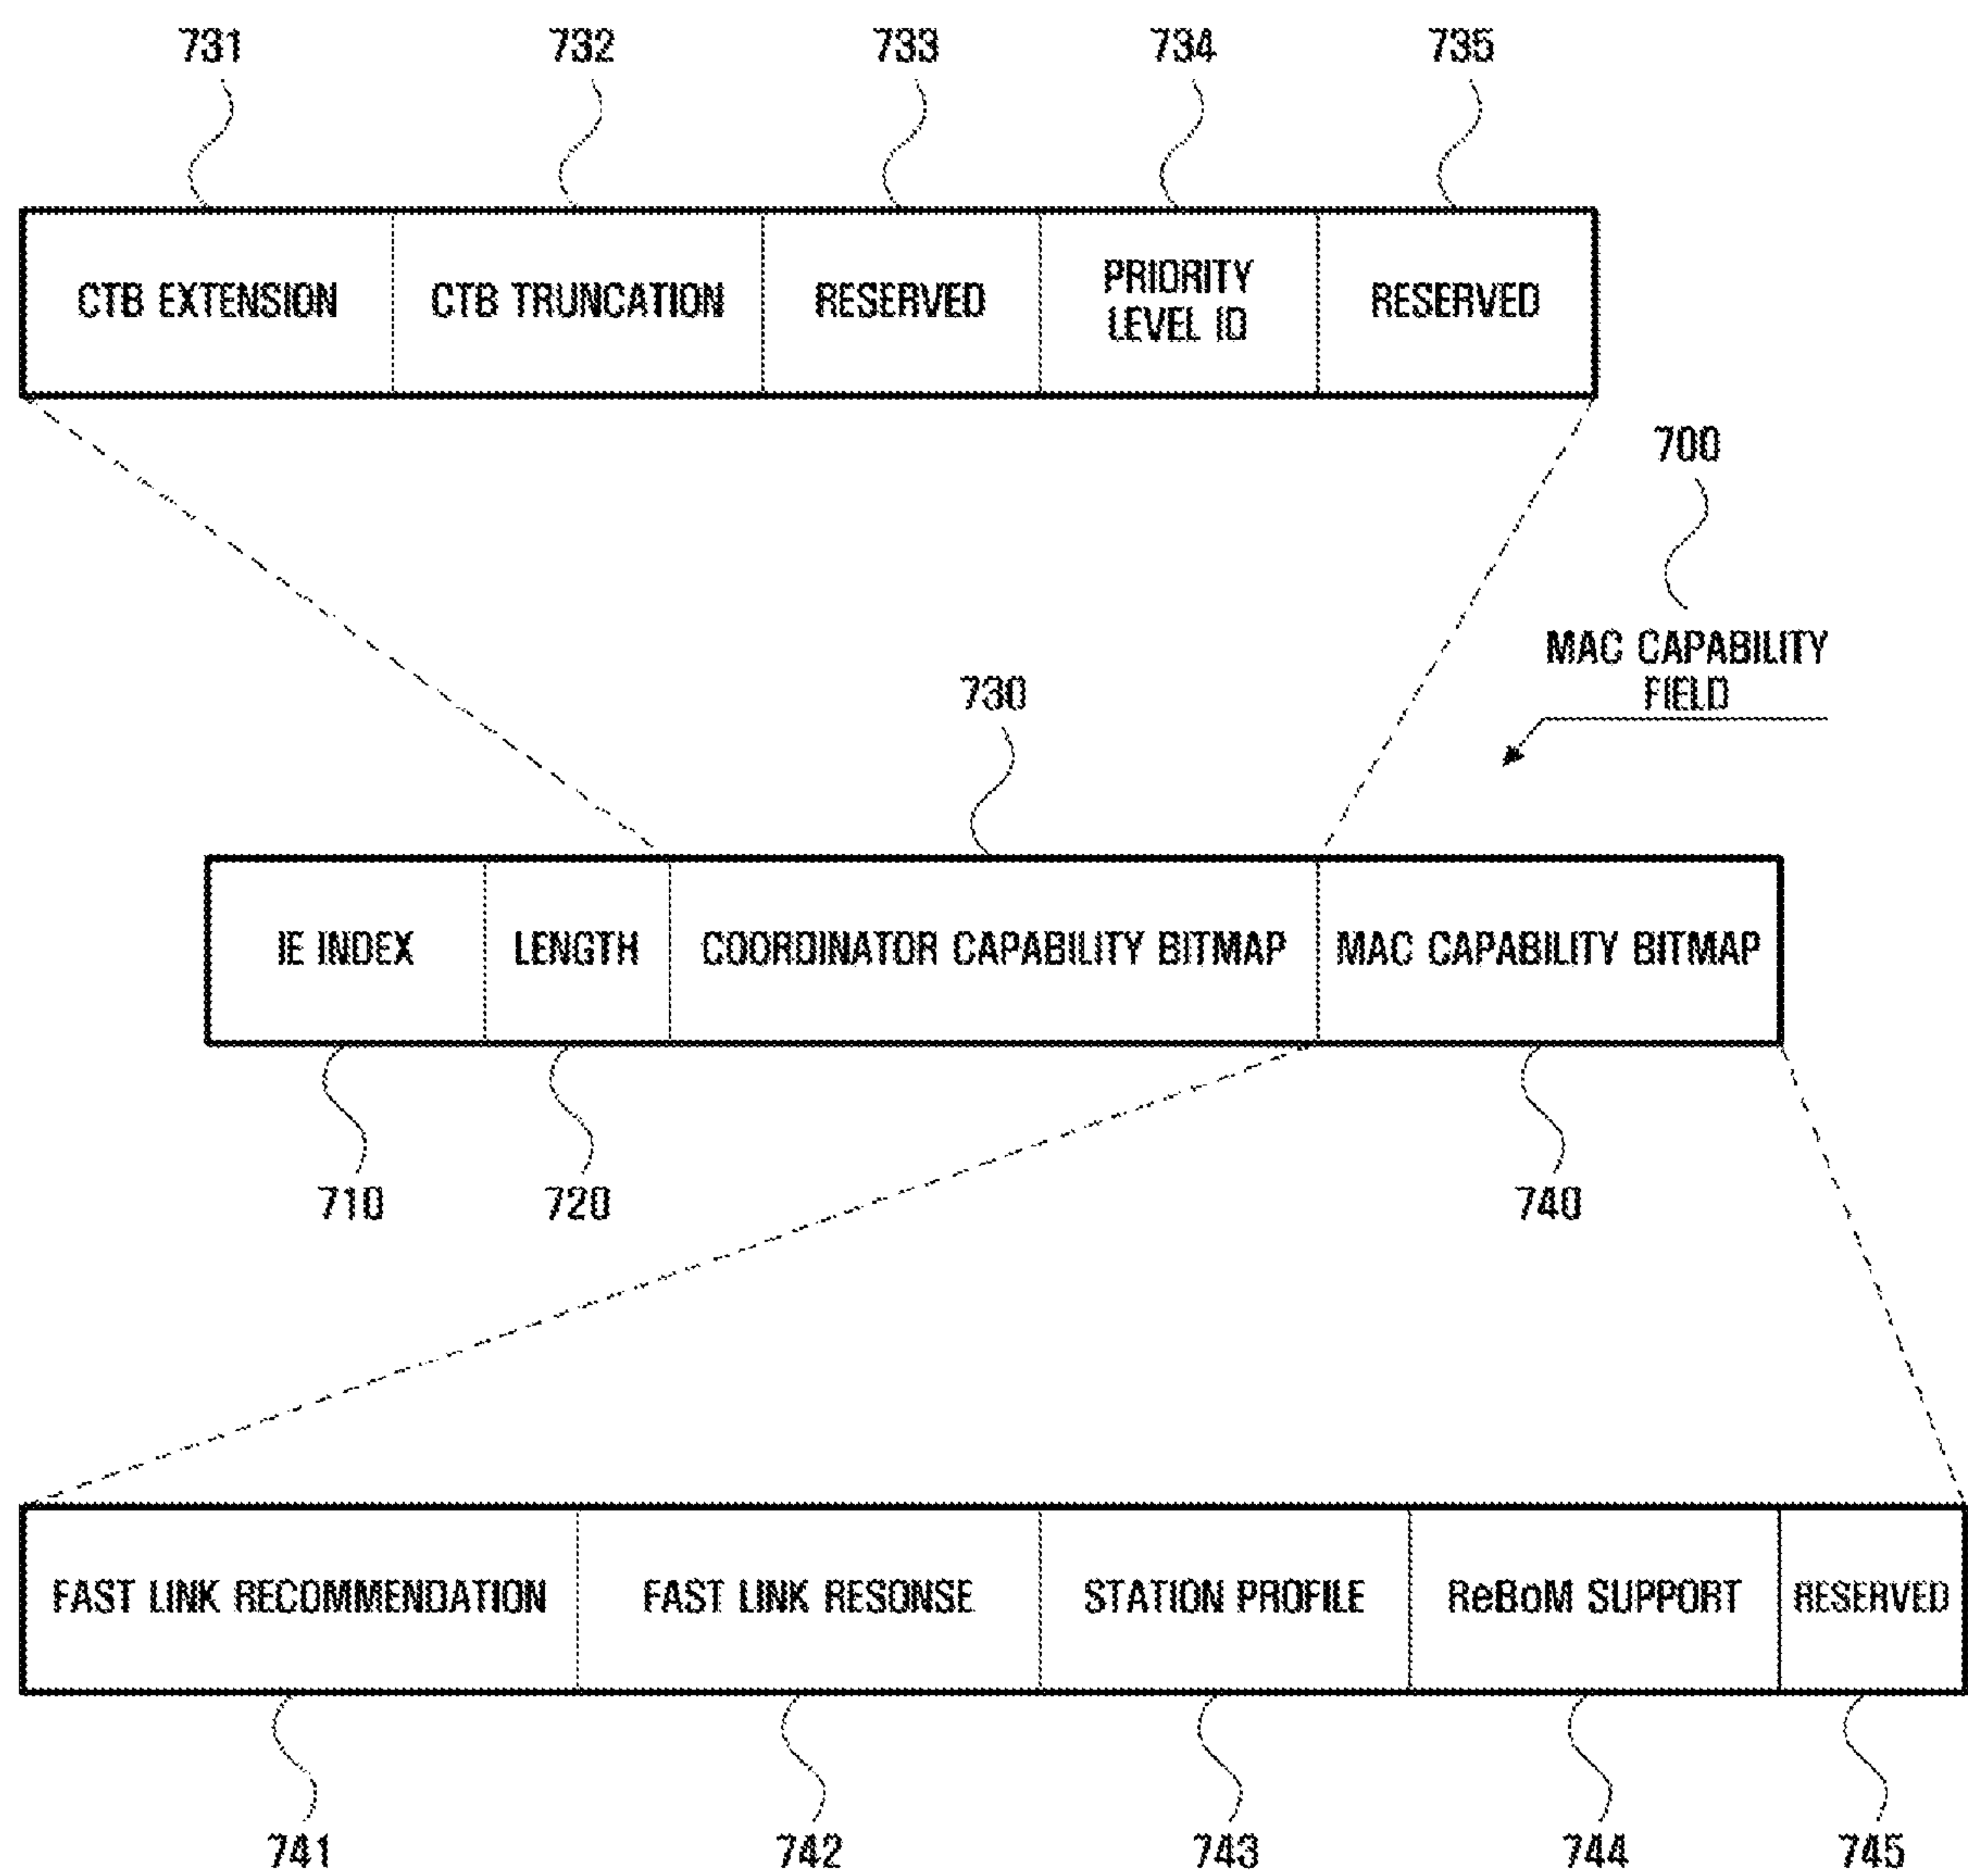 731 732 733 734 735
CTB EXTENSION CTB TRUNCATION RESERVED PRIORITY LEVEL ID RESERVED
700
MAC CAPABILITY
FIELD
730
IE INDEX LENGTH COORDINATOR CAPABILITY BITMAP MAC CAPABILITY BITMAP
710 720 740
FAST LINK RECOMMENDATION FAST LINK RESONSE STATION PROFILE ReBoM SUPPORT RESERVED
741 742 743 744 745